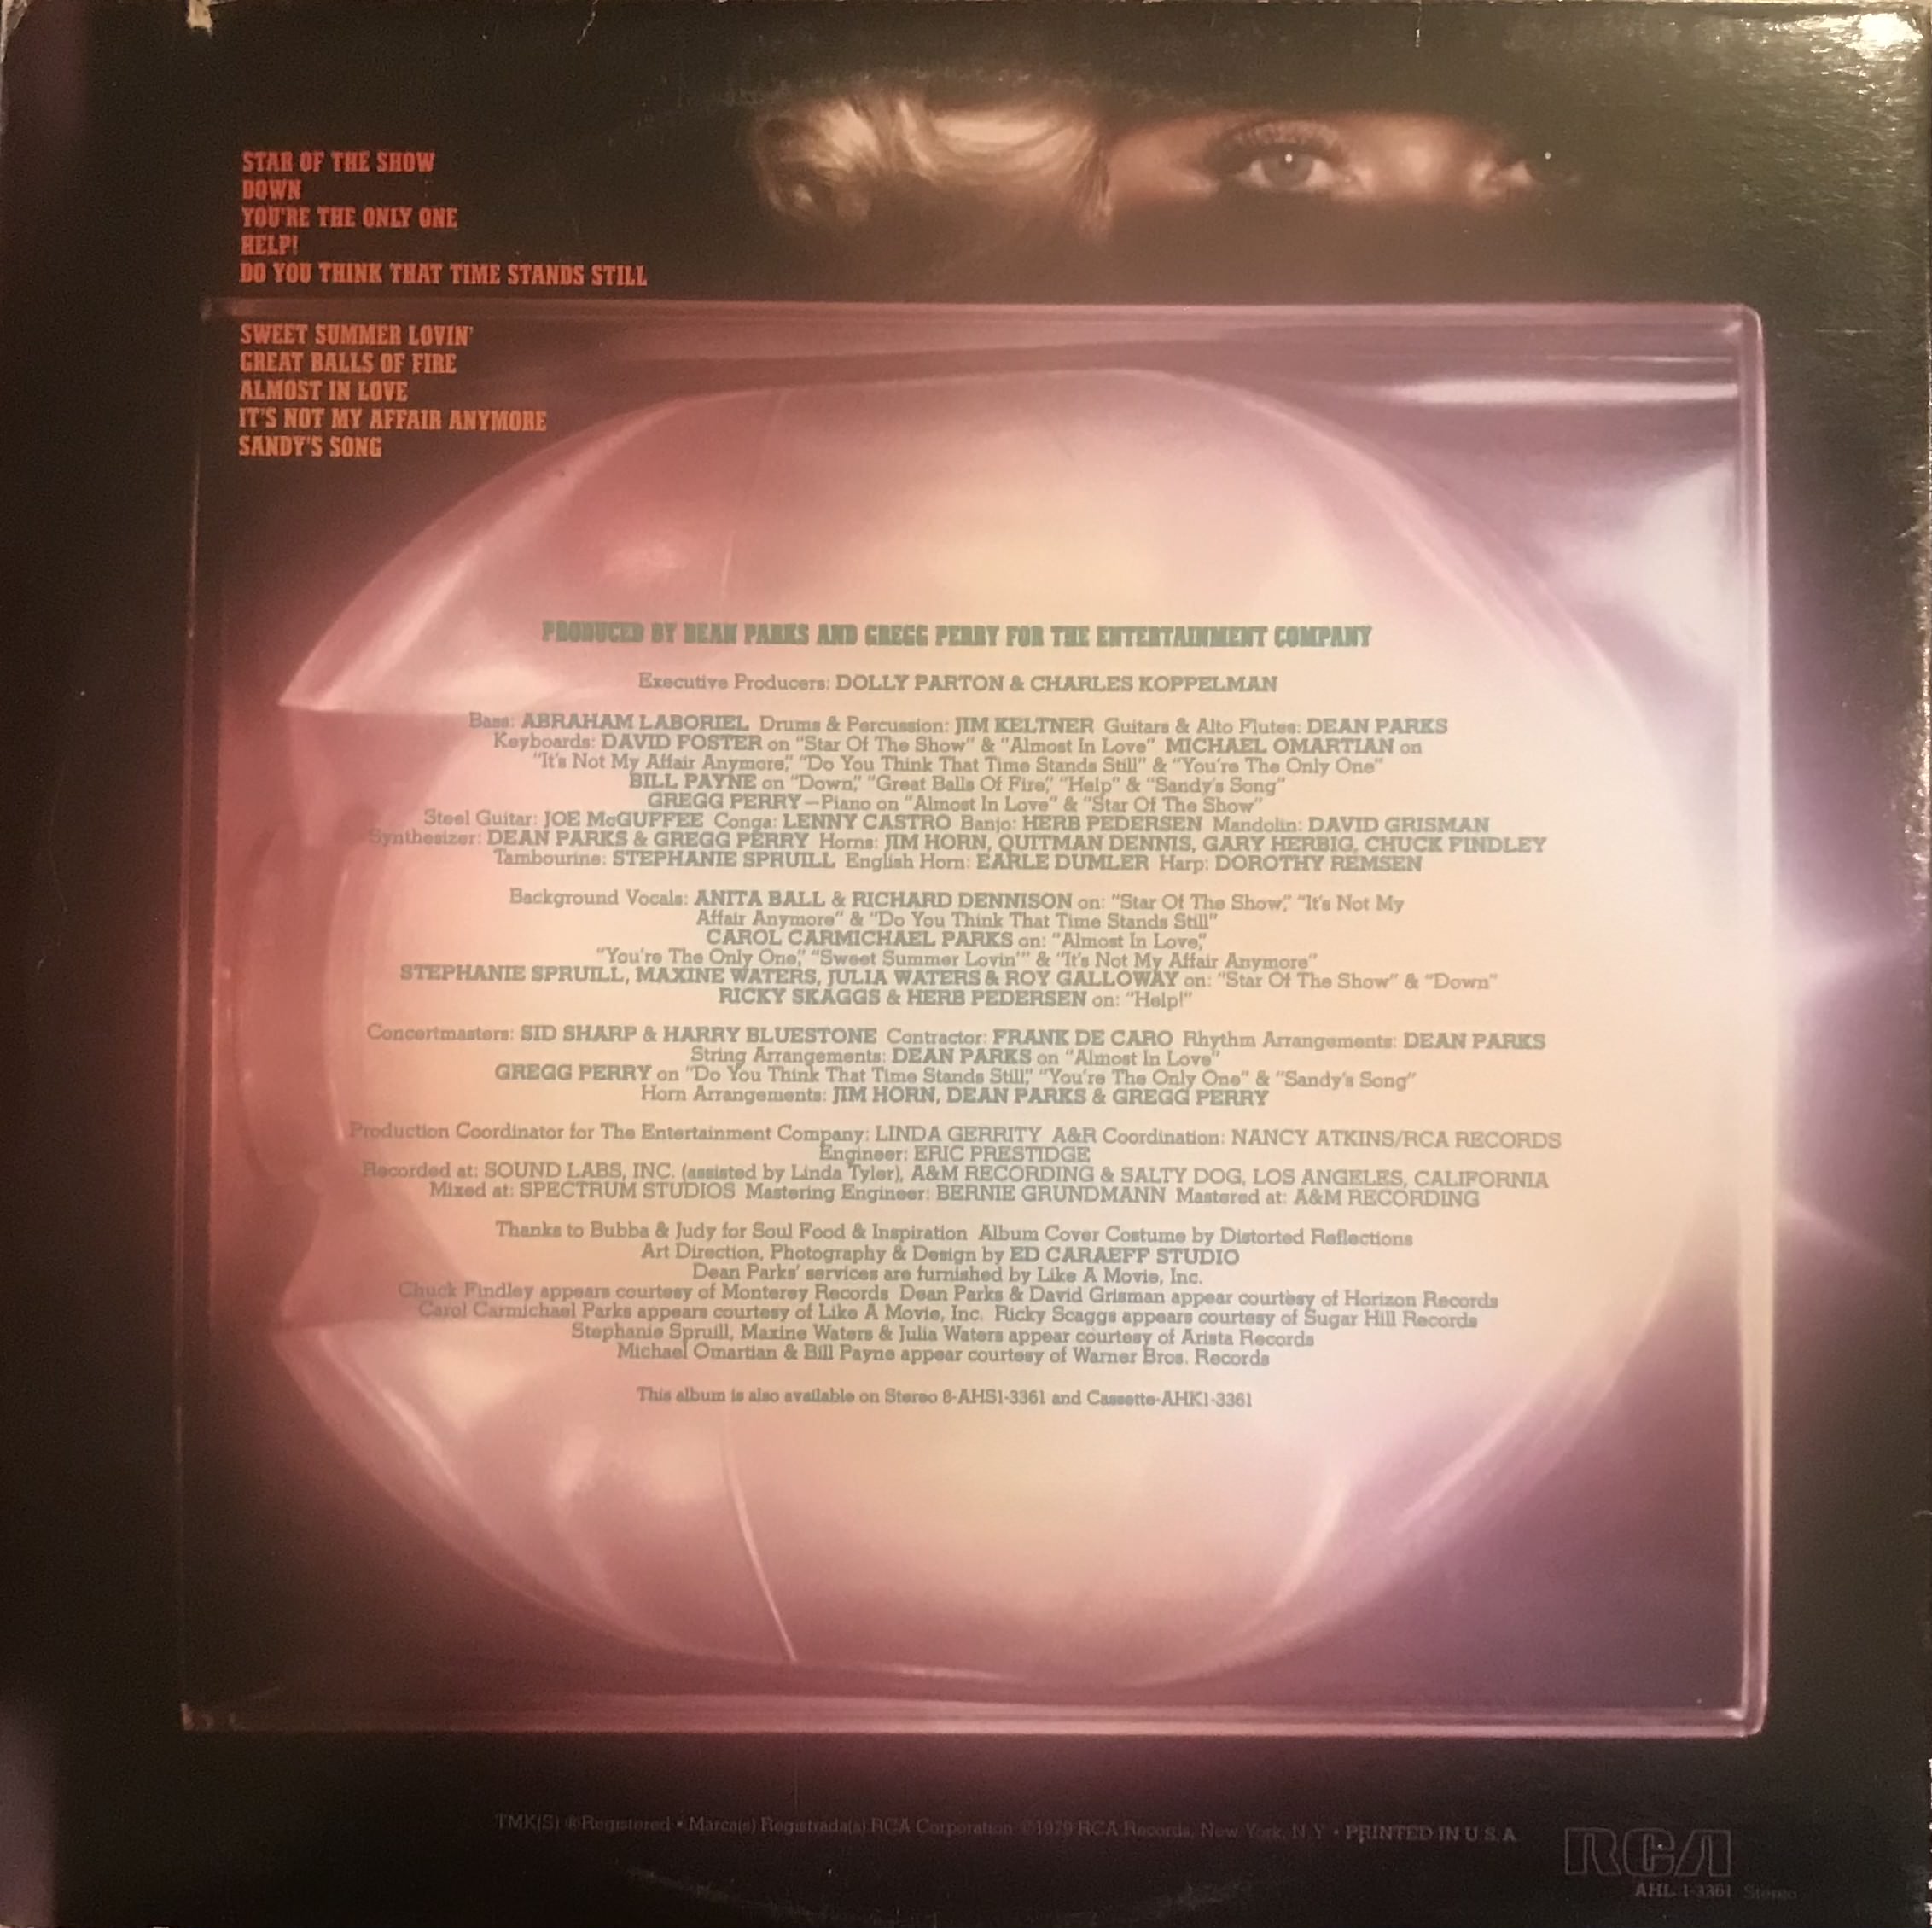 STAR OF THE SHOW
DOWN
YOU'RE THE ONLY ONE
HELP!
DO YOU THINK THAT TIME STANDS STILL
SWEET SUMMER LOVIN'
GREAT BALLS OF FIRE
ALMOST IN LOVE
IT'S NOT MY AFFAIR ANYMORE
SANDY'S SONG
PRODUCED BY DEAN PARKS AND GREGG PERRY FOR THE ENTERTAINMENT COMPANY
Executive Producers: DOLLY PARTON & CHARLES KOPPELMAN
Bass: ABRAHAM LABORIEL Drums & Percussion: JIM KELTNER Guitars & Alto Flutes: DEAN PARKS
Keyboards: DAVID FOSTER on "Star Of The Show" & "Almost In Love" MICHAEL OMARTIAN on
"It's Not My Affair Anymore," "Do You Think That Time Stands Still" & "You're The Only One"
BILL PAYNE on "Down," "Great Balls Of Fire," "Help" & "Sandy's Song"
GREGG PERRY—Piano on "Almost In Love" & "Star Of The Show"
Steel Guitar: JOE McGUFFEE Conga: LENNY CASTRO Banjo: HERB PEDERSEN Mandolin: DAVID GRISMAN
Synthesizer: DEAN PARKS & GREGG PERRY Horns: JIM HORN, QUITMAN DENNIS, GARY HERBIG, CHUCK FINDLEY
Tambourine: STEPHANIE SPRUILL English Horn: EARLE DUMLER Harp: DOROTHY REMSEN
Background Vocals: ANITA BALL & RICHARD DENNISON on: "Star Of The Show," "It's Not My
Affair Anymore" & "Do You Think That Time Stands Still"
CAROL CARMICHAEL PARKS on: "Almost In Love,"
"You're The Only One," "Sweet Summer Lovin'" & "It's Not My Affair Anymore"
STEPHANIE SPRUILL, MAXINE WATERS, JULIA WATERS & ROY GALLOWAY on: "Star Of The Show" & "Down"
RICKY SKAGGS & HERB PEDERSEN on: "Help!"
Concertmasters: SID SHARP & HARRY BLUESTONE Contractor: FRANK DE CARO Rhythm Arrangements: DEAN PARKS
String Arrangements: DEAN PARKS on "Almost In Love"
GREGG PERRY on "Do You Think That Time Stands Still," "You're The Only One" & "Sandy's Song"
Horn Arrangements: JIM HORN, DEAN PARKS & GREGG PERRY
Production Coordinator for The Entertainment Company: LINDA GERRITY A&R Coordination: NANCY ATKINS/RCA RECORDS
Engineer: ERIC PRESTIDGE
Recorded at: SOUND LABS, INC. (assisted by Linda Tyler), A&M RECORDING & SALTY DOG, LOS ANGELES, CALIFORNIA
Mixed at: SPECTRUM STUDIOS Mastering Engineer: BERNIE GRUNDMANN Mastered at: A&M RECORDING
Thanks to Bubba & Judy for Soul Food & Inspiration Album Cover Costume by Distorted Reflections
Art Direction, Photography & Design by ED CARAEFF STUDIO
Dean Parks' services are furnished by Like A Movie, Inc.
Chuck Findley appears courtesy of Monterey Records Dean Parks & David Grisman appear courtesy of Horizon Records
Carol Carmichael Parks appears courtesy of Like A Movie, Inc. Ricky Scaggs appears courtesy of Sugar Hill Records
Stephanie Spruill, Maxine Waters & Julia Waters appear courtesy of Arista Records
Michael Omartian & Bill Payne appear courtesy of Warner Bros. Records
This album is also available on Stereo 8-AHS1-3361 and Cassette-AHK1-3361
TMK(S) ® Registered • Marca(s) Registrada(s) RCA Corporation ©1979 RCA Records, New York, N.Y • PRINTED IN U.S.A
RCA
AHL 1-3361 Stereo